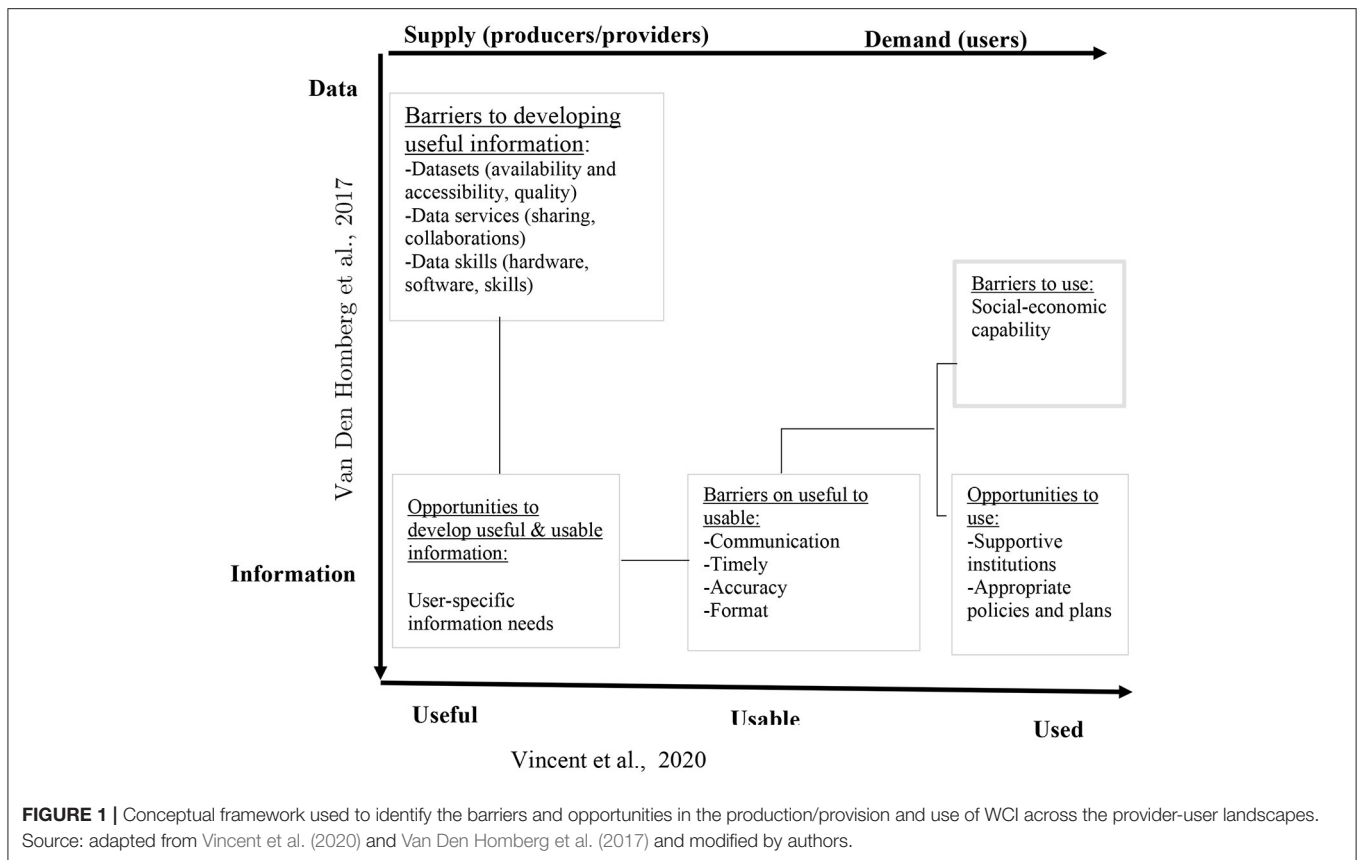 Supply (producers/providers)
Demand (users)
Data
Barriers to developing
useful information:
-Datasets (availability and
accessibility, quality)
-Data services (sharing,
collaborations)
-Data skills (hardware,
software, skills)
Van Den Homberg et al., 2017
Barriers to use:
Social-economic
capability
Information
Opportunities to
develop useful & usable
information:
User-specific
information needs
Barriers on useful to
usable:
-Communication
-Timely
-Accuracy
-Format
Opportunities to
use:
-Supportive
institutions
-Appropriate
policies and plans
Useful
Usable
Used
Vincent et al., 2020
FIGURE 1 | Conceptual framework used to identify the barriers and opportunities in the production/provision and use of WCI across the provider-user landscapes.
Source: adapted from Vincent et al. (2020) and Van Den Homberg et al. (2017) and modified by authors.